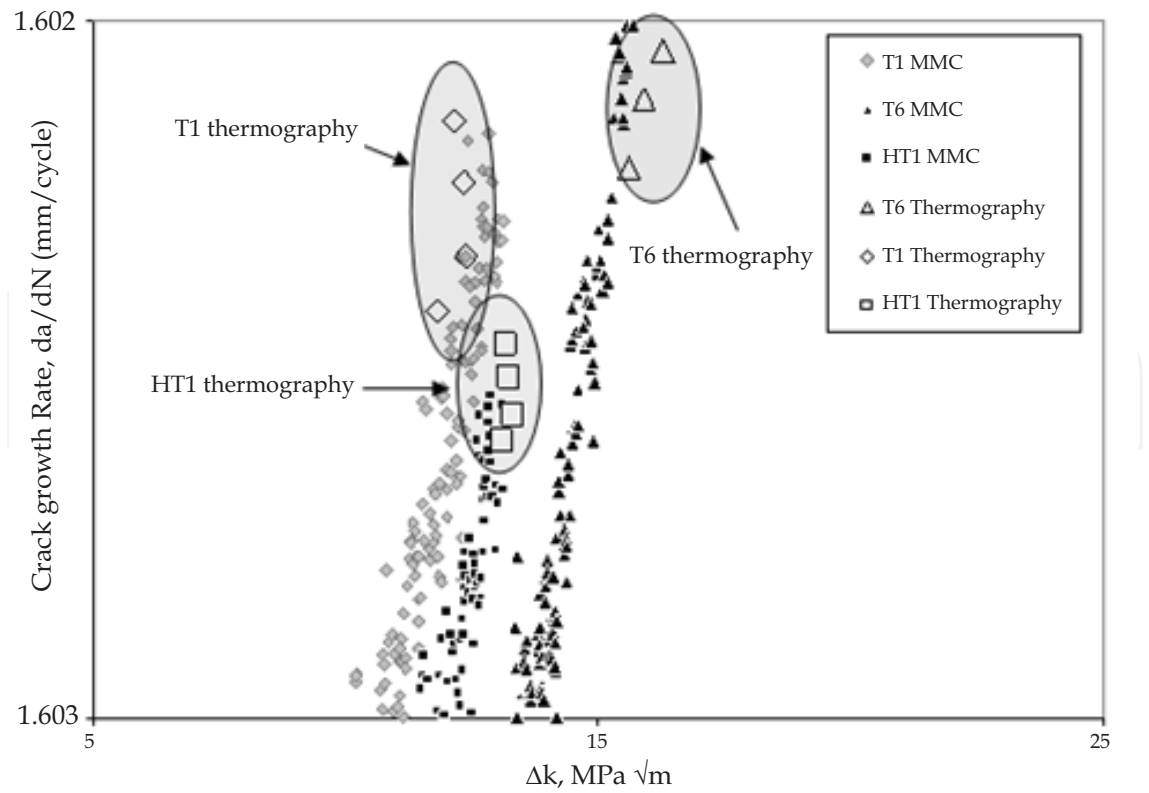 1.602
Crack growth Rate, da/dN (mm/cycle)
1.603
5
15
25
Δk, MPa √m
T1 thermography
HT1 thermography
T6 thermography
T1 MMC
T6 MMC
HT1 MMC
T6 Thermography
T1 Thermography
HT1 Thermography